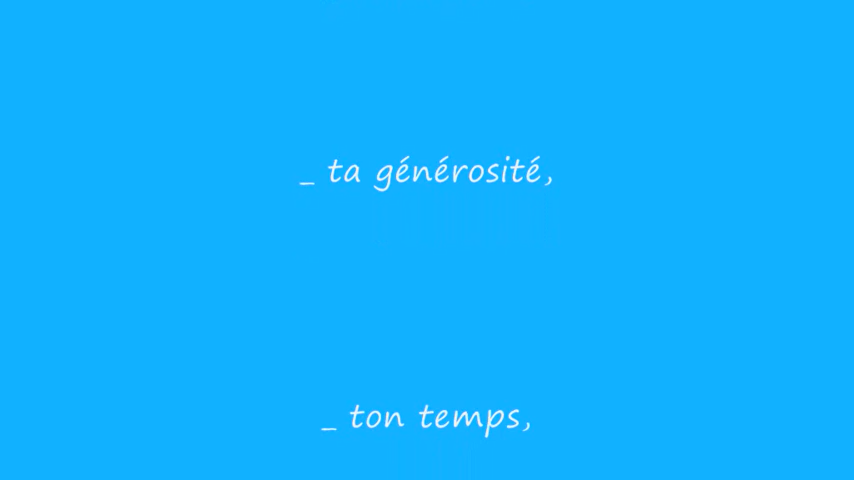 _ ta générosité,
_ ton temps,